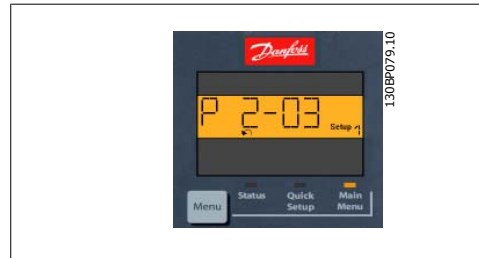 Danfoss
P 2-03
Setup 1
Status
Quick Setup
Main Menu
Menu
130BP079.10